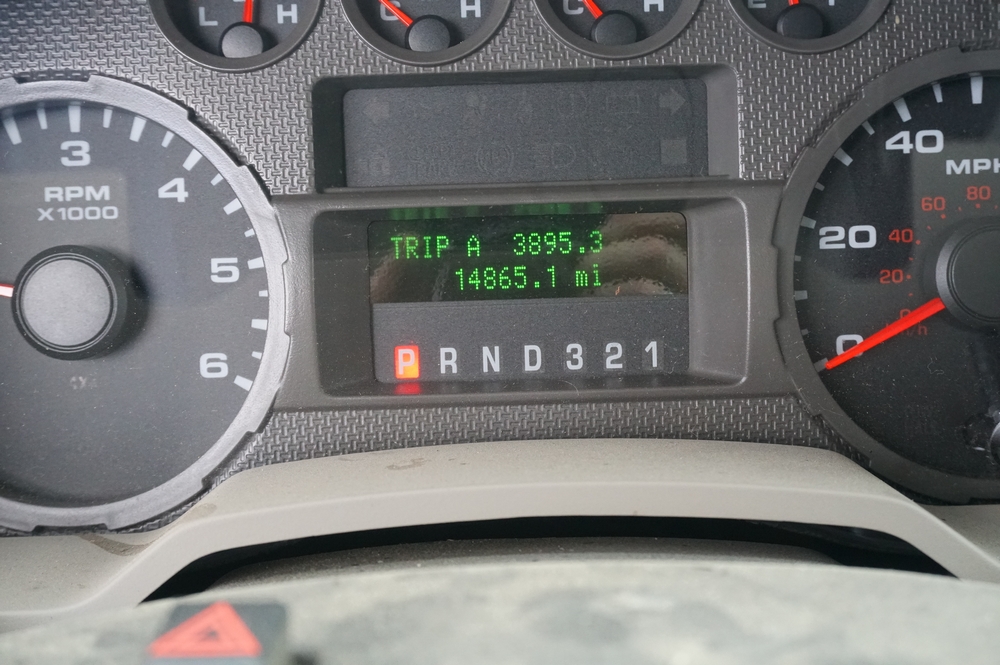 L H
C H
C H
E F
3
4
5
6
RPM
X1000
TRIP A 3895.3
14865.1 mi
P R N D 3 2 1
40
MPH
60 80
20 40
20
0